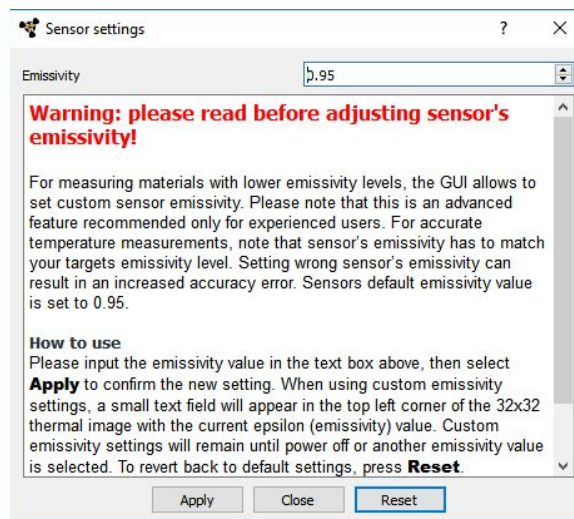 Sensor settings ?
Emissivity 0.95
Warning: please read before adjusting sensor's
emissivity!
For measuring materials with lower emissivity levels, the GUI allows to
set custom sensor emissivity. Please note that this is an advanced
feature recommended only for experienced users. For accurate
temperature measurements, note that sensor's emissivity has to match
your targets emissivity level. Setting wrong sensor's emissivity can
result in an increased accuracy error. Sensors default emissivity value
is set to 0.95.
How to use
Please input the emissivity value in the text box above, then select
Apply to confirm the new setting. When using custom emissivity
settings, a small text field will appear in the top left corner of the 32x32
thermal image with the current epsilon (emissivity) value. Custom
emissivity settings will remain until power off or another emissivity value
is selected. To revert back to default settings, press Reset.
Apply Close Reset